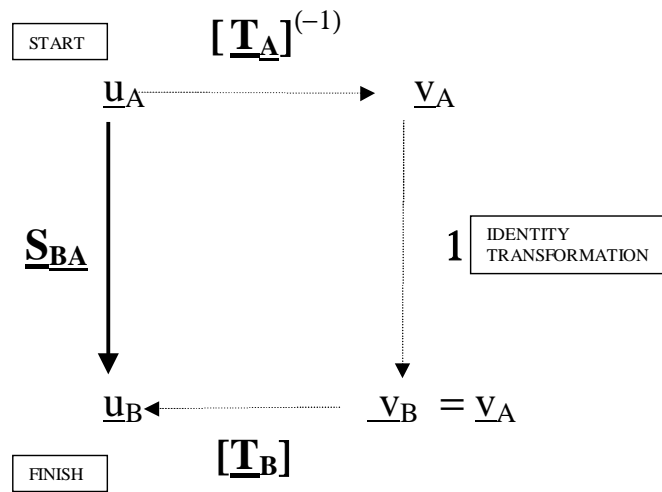 START [ T_A ]^(−1)
u_A v_A
S_BA 1 IDENTITY
TRANSFORMATION
u_B v_B = v_A
[T_B]
FINISH